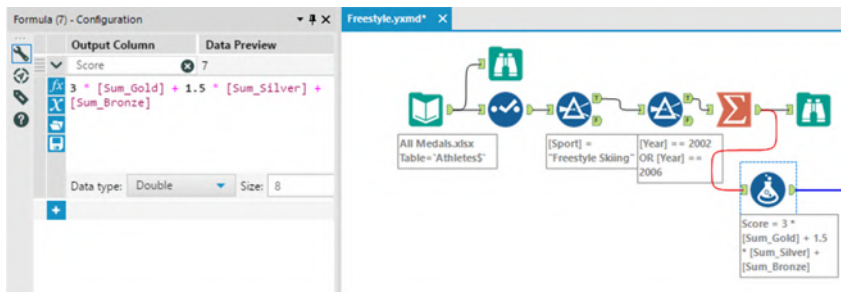 Formula (7) - Configuration
Output Column Data Preview
Score 7
3 * [Sum_Gold] + 1.5 * [Sum_Silver] +
[Sum_Bronze]
Data type: Double Size: 8
Freestyle.yxmd*
All Medals.xlsx
Table=`Athletes$`
[Sport] =
"Freestyle Skiing"
[Year] == 2002
OR [Year] ==
2006
Score = 3 *
[Sum_Gold] + 1.5
* [Sum_Silver] +
[Sum_Bronze]